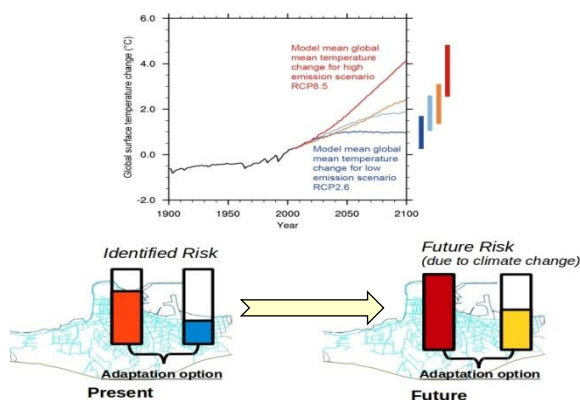 6.0
4.0
2.0
0.0
-2.0
Global surface temperature change (°C)
Model mean global
mean temperature
change for high
emission scenario
RCP8.5
Model mean global
mean temperature
change for low
emission scenario
RCP2.6
1900 1950 2000 2050 2100
Year
Identified Risk
Future Risk
(due to climate change)
Adaptation option
Adaptation option
Present
Future